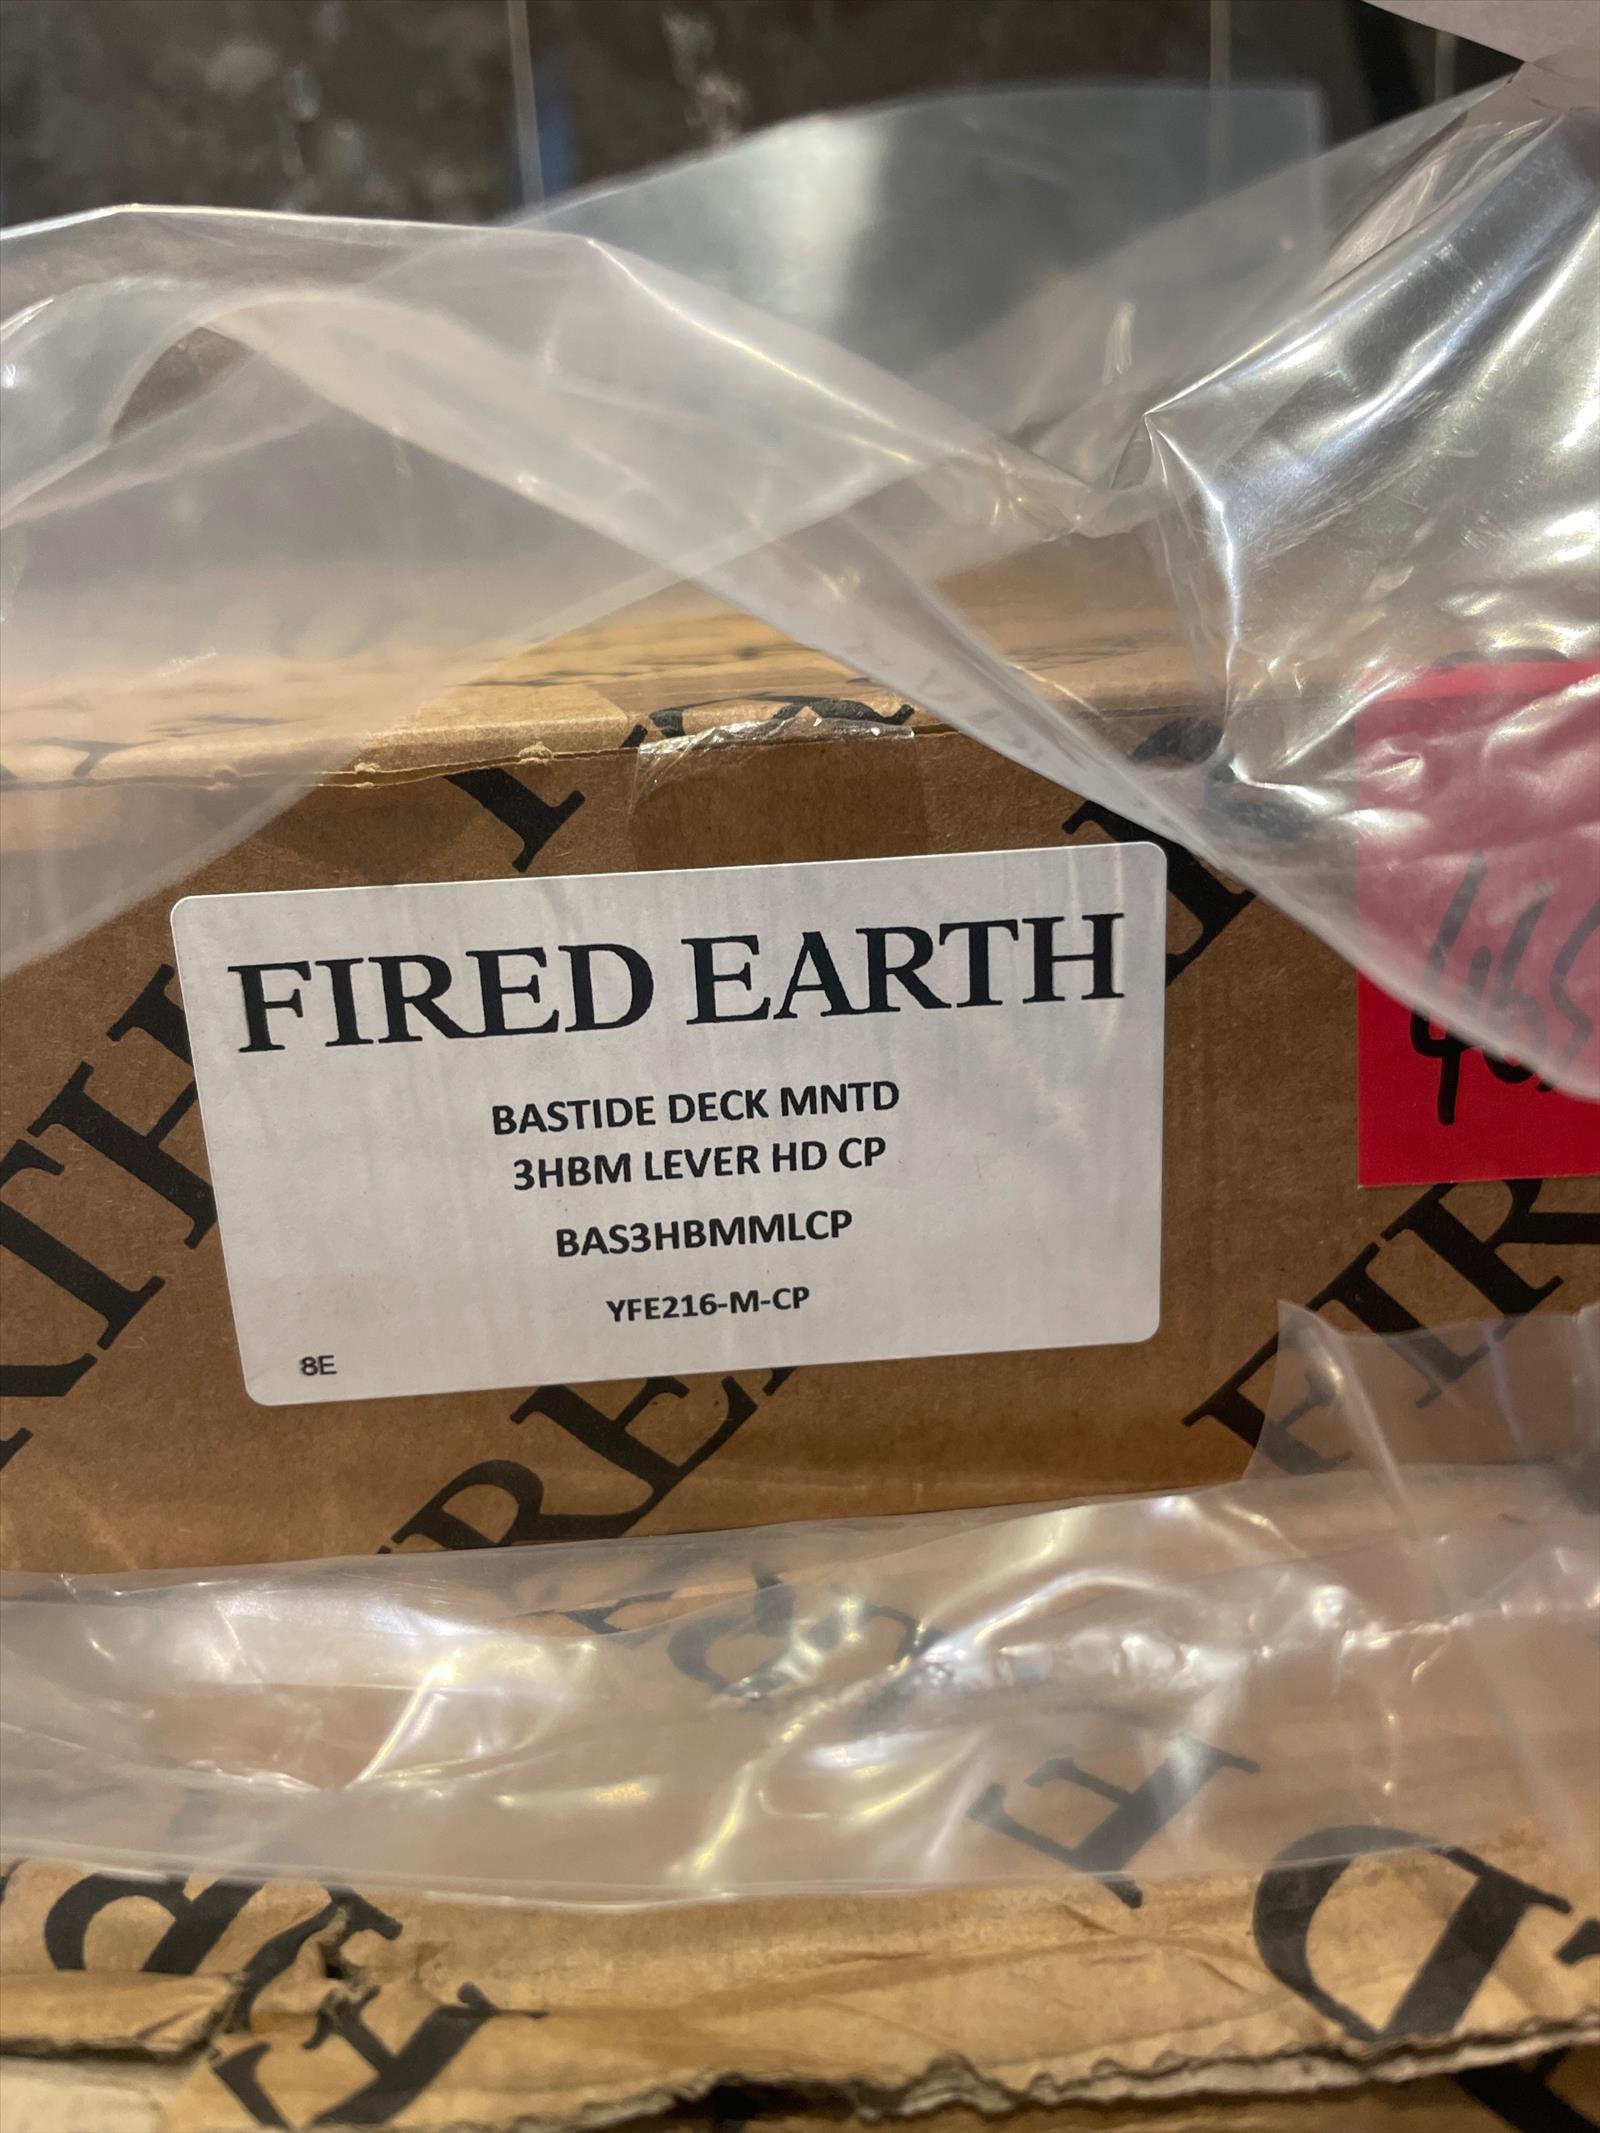 FIRED EARTH
BASTIDE DECK MNTD
3HBM LEVER HD CP
BAS3HBMMLCP
YFE216-M-CP
8E